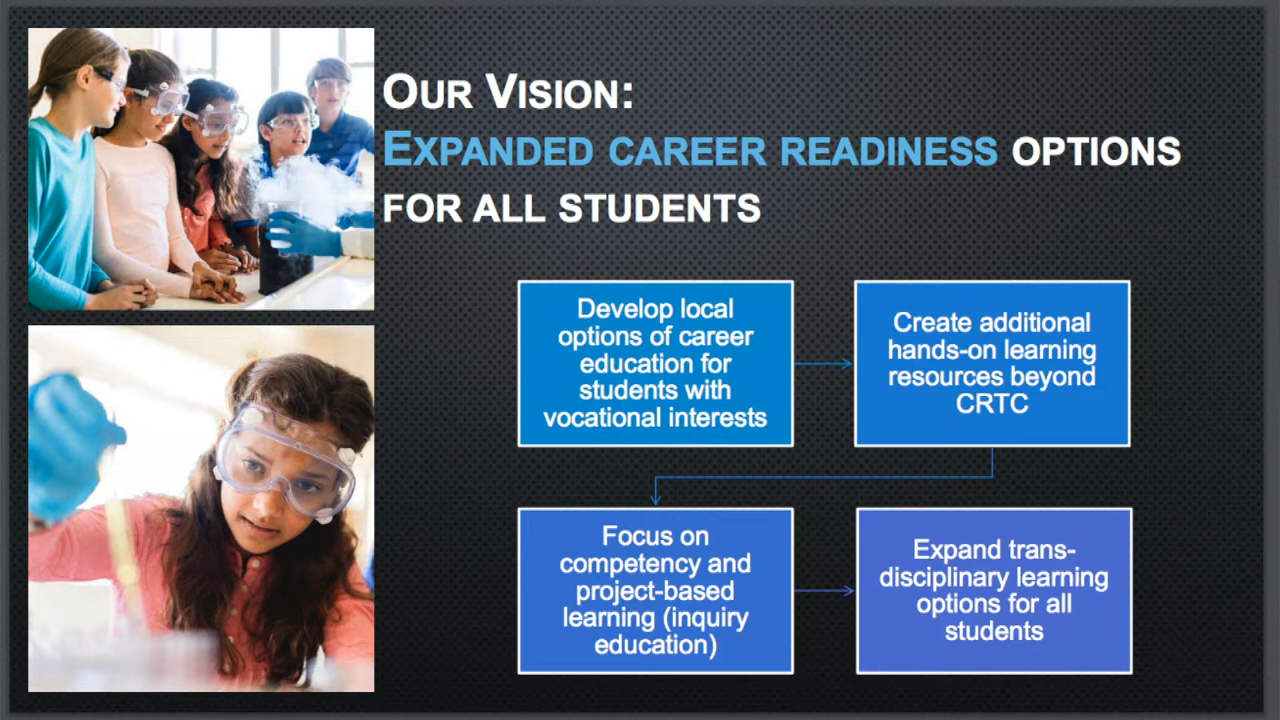 OUR VISION:
EXPANDED CAREER READINESS OPTIONS
FOR ALL STUDENTS
Develop local
options of career
education for
students with
vocational interests
Create additional
hands-on learning
resources beyond
CRTC
Focus on
competency and
project-based
learning (inquiry
education)
Expand trans-
disciplinary learning
options for all
students